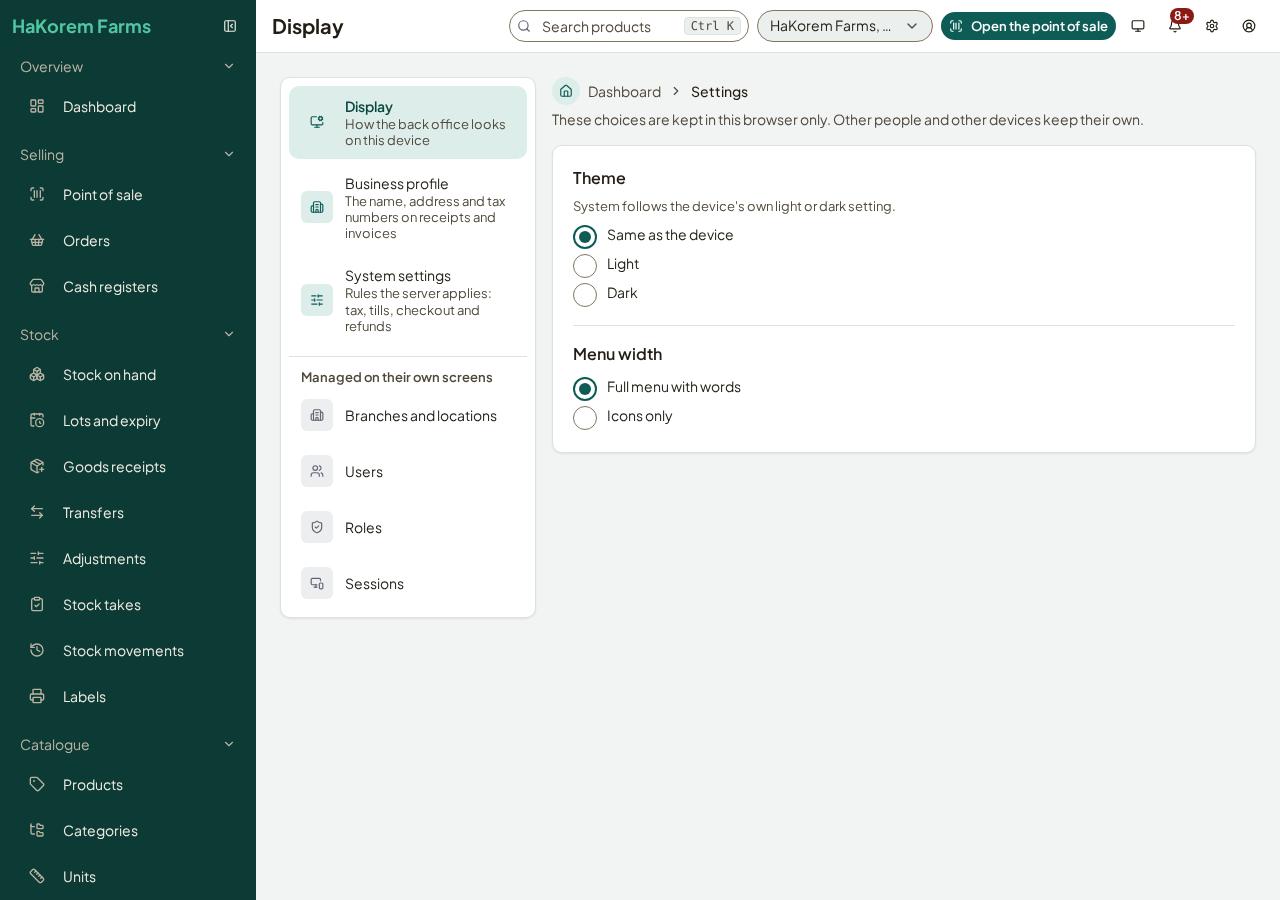 HaKorem Farms
Overview
Dashboard
Selling
Point of sale
Orders
Cash registers
Stock
Stock on hand
Lots and expiry
Goods receipts
Transfers
Adjustments
Stock takes
Stock movements
Labels
Catalogue
Products
Categories
Units
Display
Search products
Ctrl K
HaKorem Farms, ...
Open the point of sale
8+
Display
How the back office looks
on this device
Business profile
The name, address and tax
numbers on receipts and
invoices
System settings
Rules the server applies:
tax, tills, checkout and
refunds
Managed on their own screens
Branches and locations
Users
Roles
Sessions
Dashboard
Settings
These choices are kept in this browser only. Other people and other devices keep their own.
Theme
System follows the device's own light or dark setting.
Same as the device
Light
Dark
Menu width
Full menu with words
Icons only